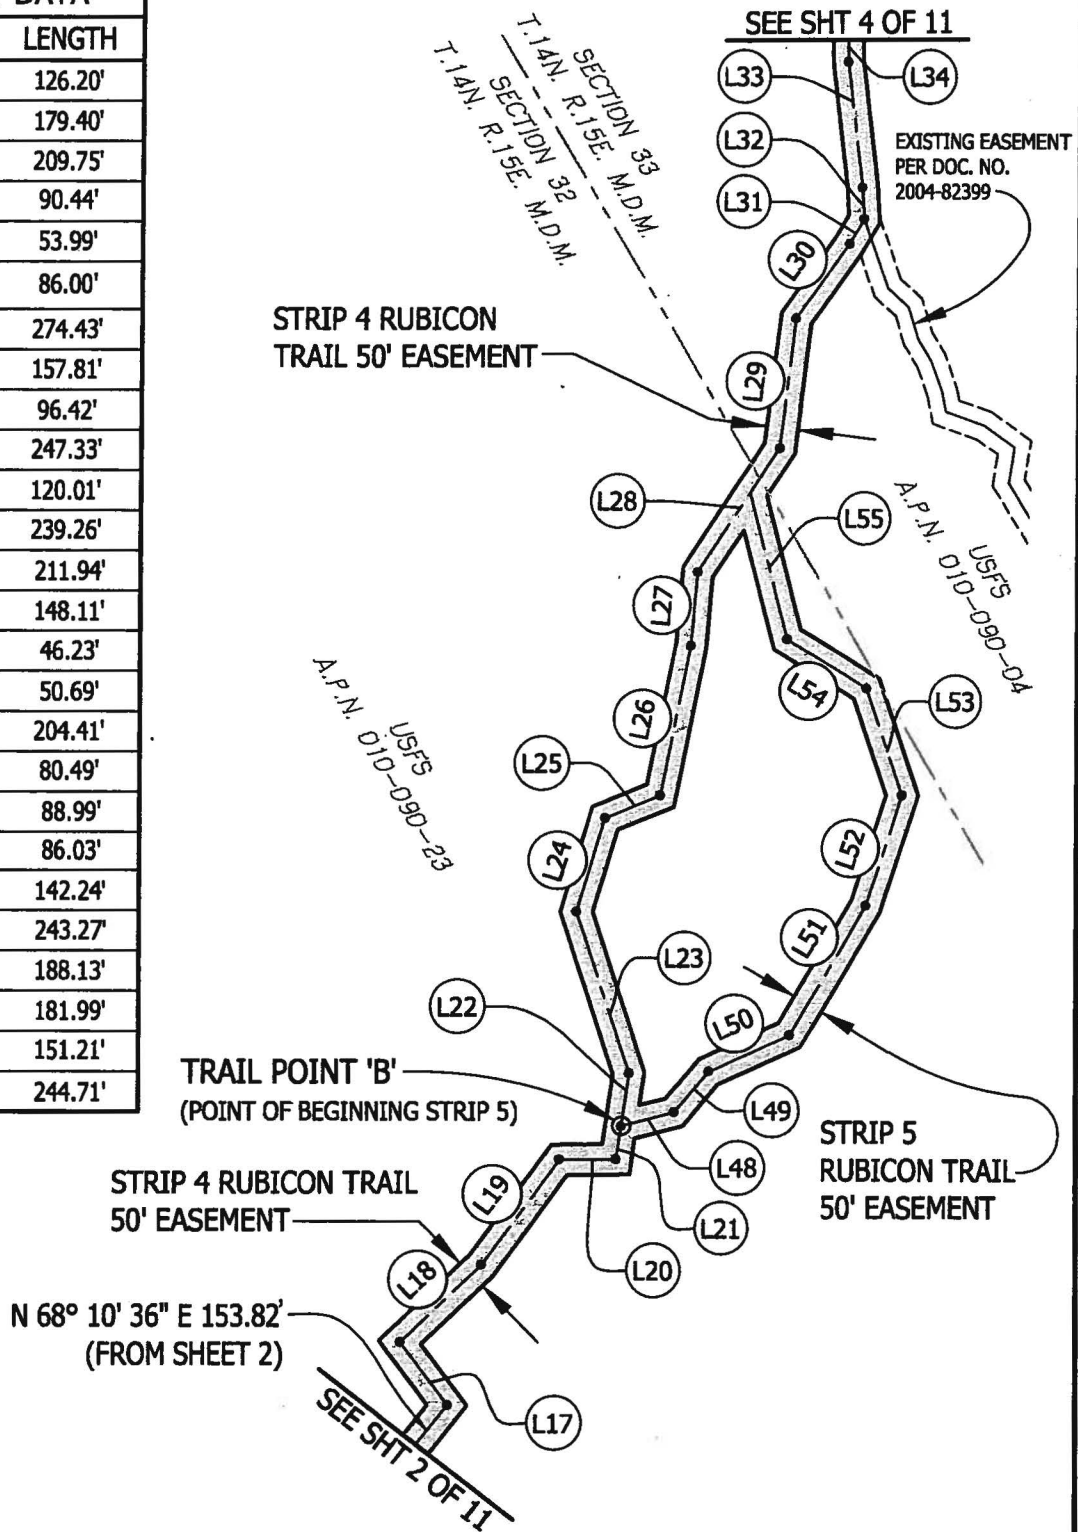 DATA
LENGTH
126.20'
179.40'
209.75'
90.44'
53.99'
86.00'
274.43'
157.81'
96.42'
247.33'
120.01'
239.26'
211.94'
148.11'
46.23'
50.69'
204.41'
80.49'
88.99'
86.03'
142.24'
243.27'
188.13'
181.99'
151.21'
244.71'
SEE SHT 4 OF 11
L33
L34
L32
L31
L30
EXISTING EASEMENT
PER DOC. NO.
2004-82399
SECTION 33
T.14N. R.15E. M.D.M.
SECTION 32
T.14N. R.15E. M.D.M.
STRIP 4 RUBICON
TRAIL 50' EASEMENT
L29
L28
L55
USFS
A.P.N. 010-090-04
L27
L54
L53
L26
USFS
A.P.N. 010-090-23
L25
L24
L52
L51
L23
L22
L50
TRAIL POINT 'B'
(POINT OF BEGINNING STRIP 5)
L49
L48
STRIP 5
RUBICON TRAIL
50' EASEMENT
STRIP 4 RUBICON TRAIL
50' EASEMENT
L19
L21
L20
L18
N 68° 10' 36" E 153.82'
(FROM SHEET 2)
L17
SEE SHT 2 OF 11